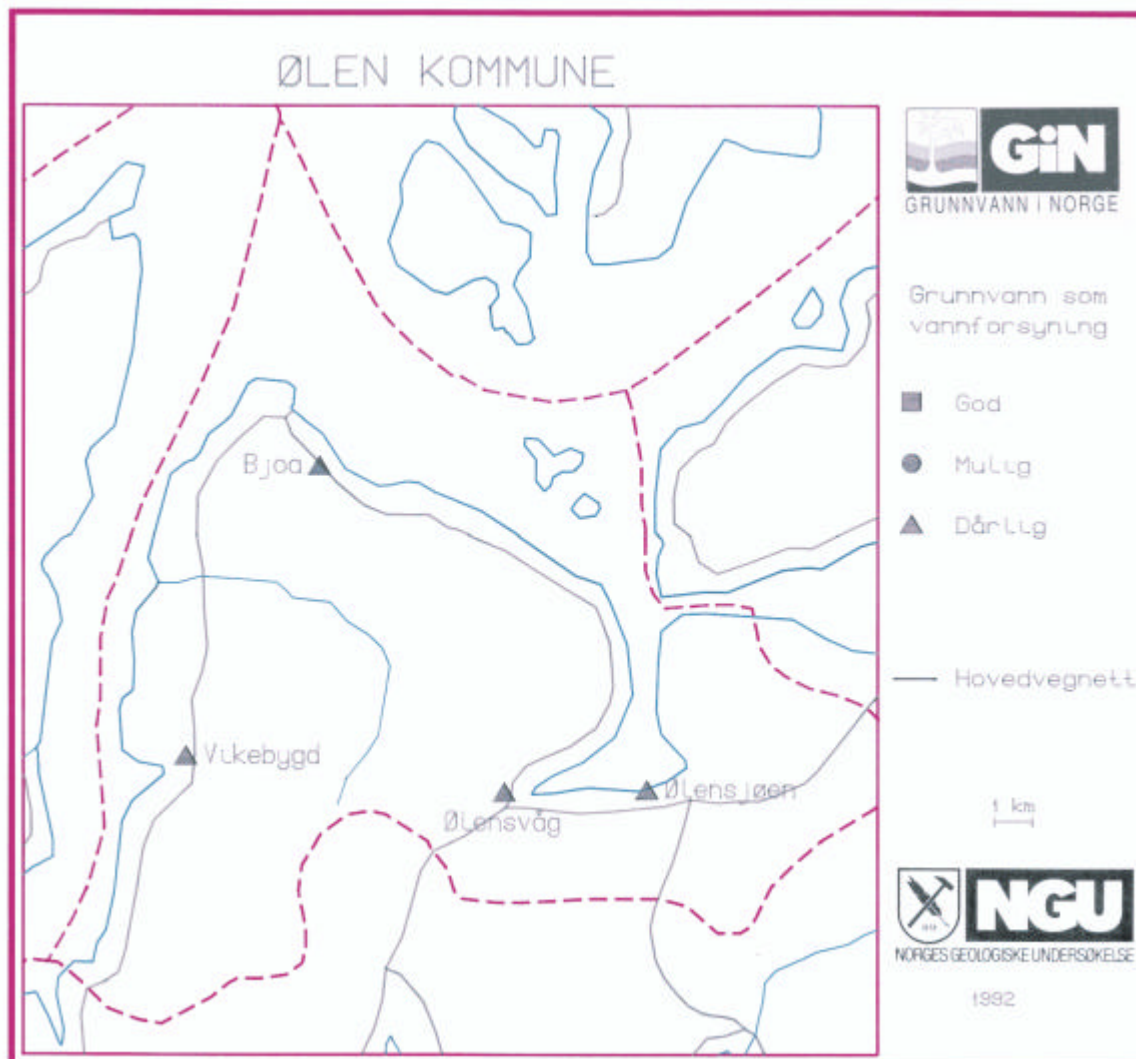 ØLEN KOMMUNE
GiN
GRUNNVANN I NORGE
Grunnvann som
vannforsyning
God
Mulig
Dårlig
Hovedvegnett
1 km
Bjoa
Vikebygd
Ølensvåg
Ølensjøen
NGU
NORGES GEOLOGISKE UNDERSØKELSE
1992